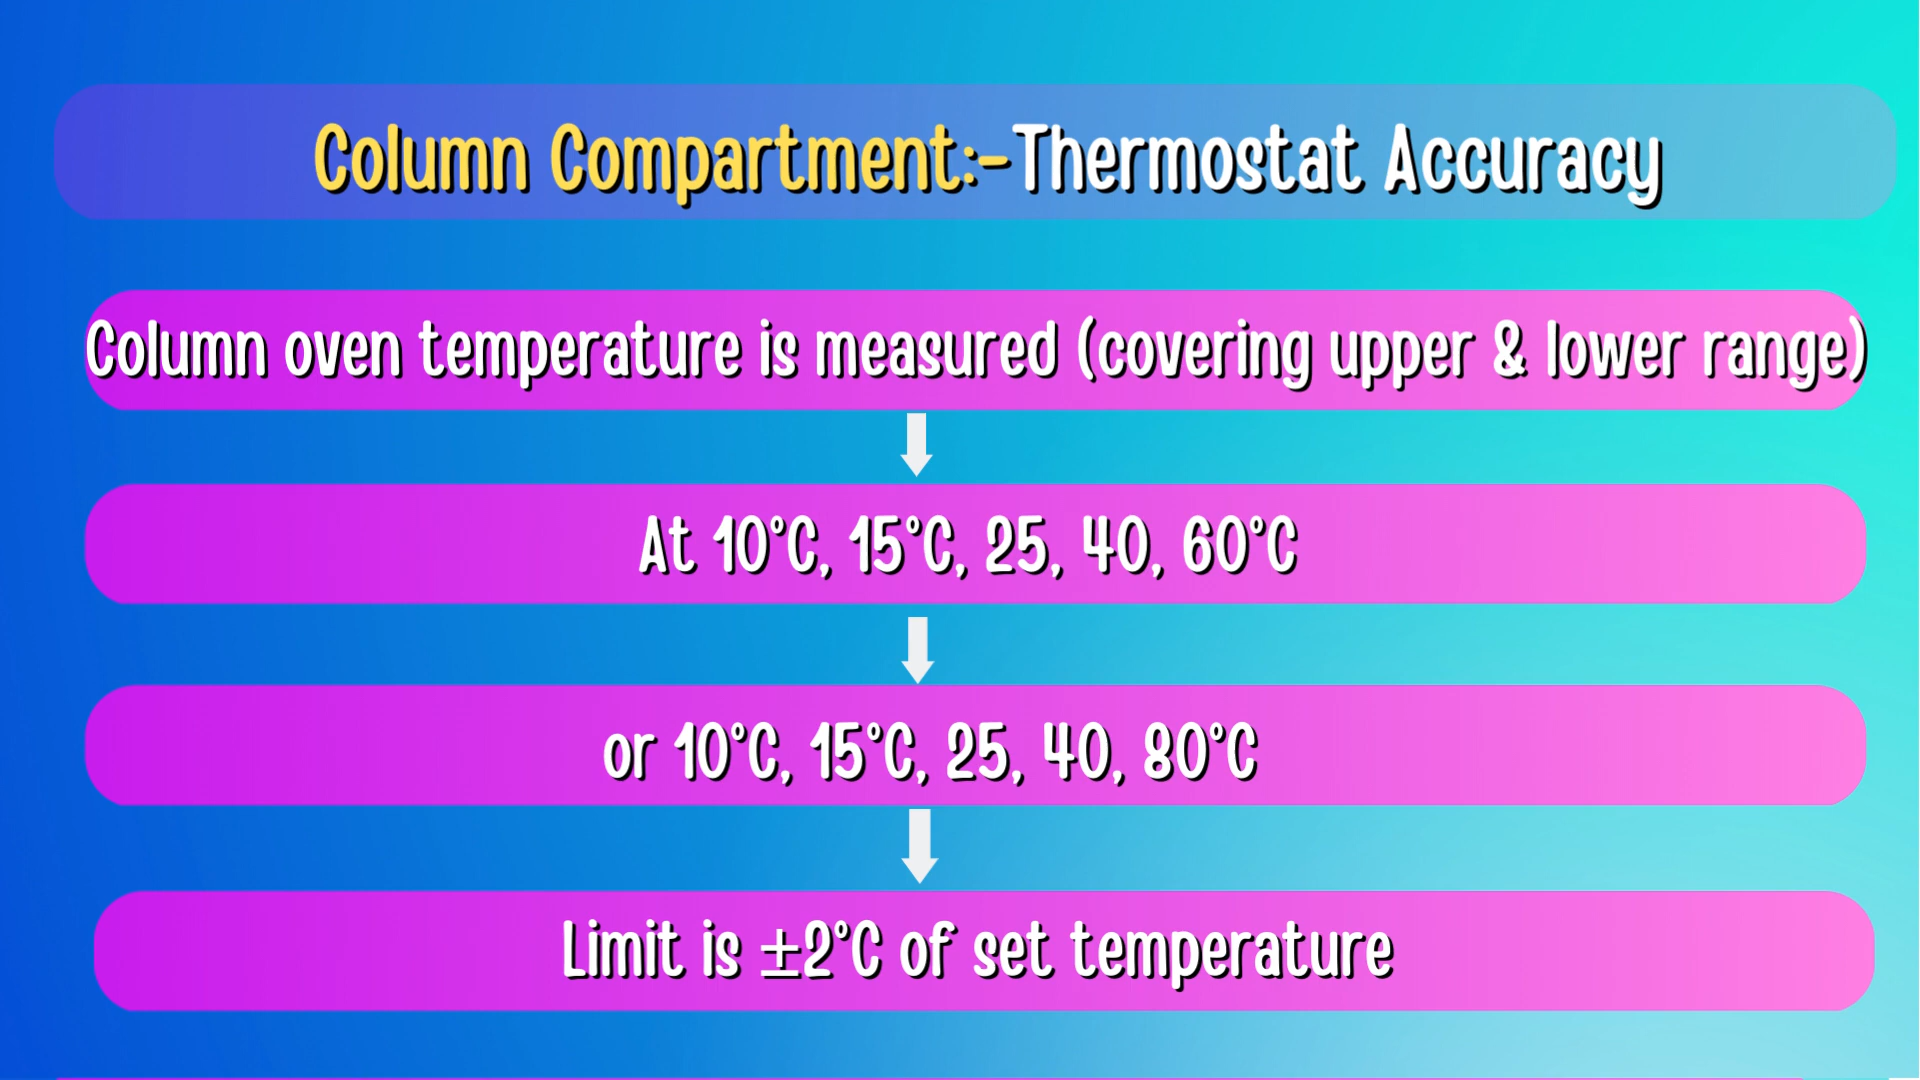 Column Compartment:-Thermostat Accuracy
Column oven temperature is measured (covering upper & lower range)
At 10°C, 15°C, 25, 40, 60°C
or 10°C, 15°C, 25, 40, 80°C
Limit is ±2°C of set temperature